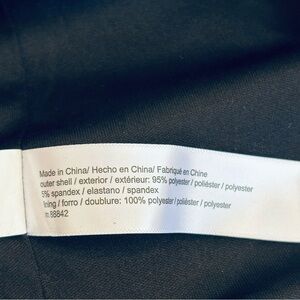 Made in China/ Hecho en China/ Fabriqué en Chine
outer shell / exterior / extérieur: 95% polyester / poliéster / polyester
5% spandex / elastano / spandex
lining / forro / doublure: 100% polyester / poliéster / polyester
rn 88842